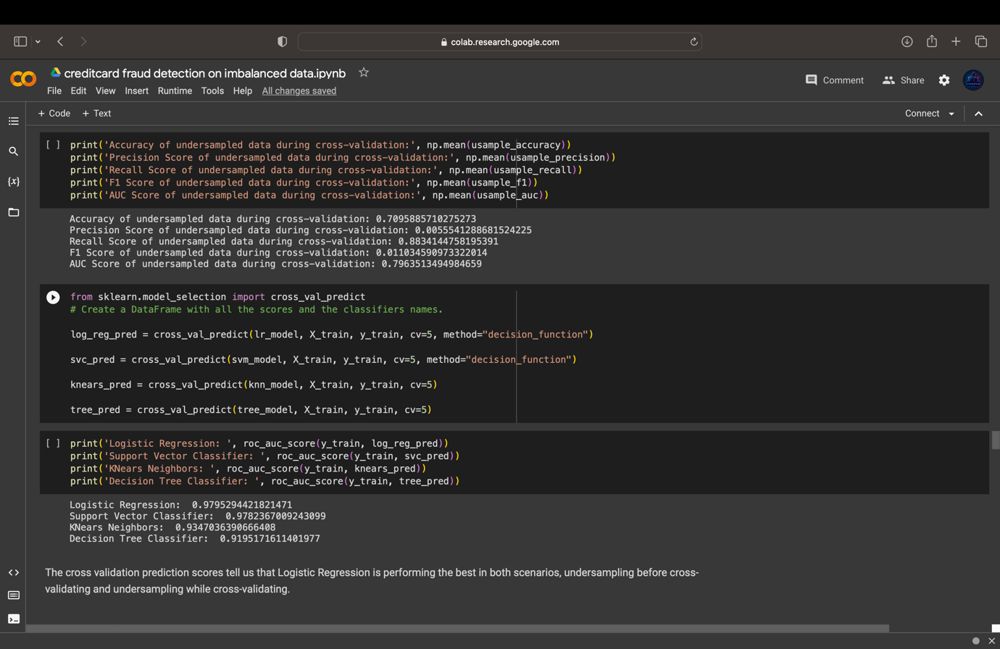 colab.research.google.com
creditcard fraud detection on imbalanced data.ipynb
Comment
Share
File Edit View Insert Runtime Tools Help All changes saved
+ Code + Text
Connect
[ ] print('Accuracy of undersampled data during cross-validation:', np.mean(usample_accuracy))
print('Precision Score of undersampled data during cross-validation:', np.mean(usample_precision))
print('Recall Score of undersampled data during cross-validation:', np.mean(usample_recall))
print('F1 Score of undersampled data during cross-validation:', np.mean(usample_f1))
print('AUC Score of undersampled data during cross-validation:', np.mean(usample_auc))
{x}
Accuracy of undersampled data during cross-validation: 0.7095885710275273
Precision Score of undersampled data during cross-validation: 0.0055541288681524225
Recall Score of undersampled data during cross-validation: 0.8834144758195391
F1 Score of undersampled data during cross-validation: 0.011034590973322014
AUC Score of undersampled data during cross-validation: 0.7963513494984659
from sklearn.model_selection import cross_val_predict
# Create a DataFrame with all the scores and the classifiers names.
log_reg_pred = cross_val_predict(lr_model, X_train, y_train, cv=5, method="decision_function")
svc_pred = cross_val_predict(svm_model, X_train, y_train, cv=5, method="decision_function")
knears_pred = cross_val_predict(knn_model, X_train, y_train, cv=5)
tree_pred = cross_val_predict(tree_model, X_train, y_train, cv=5)
[ ] print('Logistic Regression: ', roc_auc_score(y_train, log_reg_pred))
print('Support Vector Classifier: ', roc_auc_score(y_train, svc_pred))
print('KNears Neighbors: ', roc_auc_score(y_train, knears_pred))
print('Decision Tree Classifier: ', roc_auc_score(y_train, tree_pred))
Logistic Regression:  0.9795294421821471
Support Vector Classifier:  0.9782367009243099
KNears Neighbors:  0.9347036390666408
Decision Tree Classifier:  0.9195171611401977
The cross validation prediction scores tell us that Logistic Regression is performing the best in both scenarios, undersampling before cross-
validating and undersampling while cross-validating.